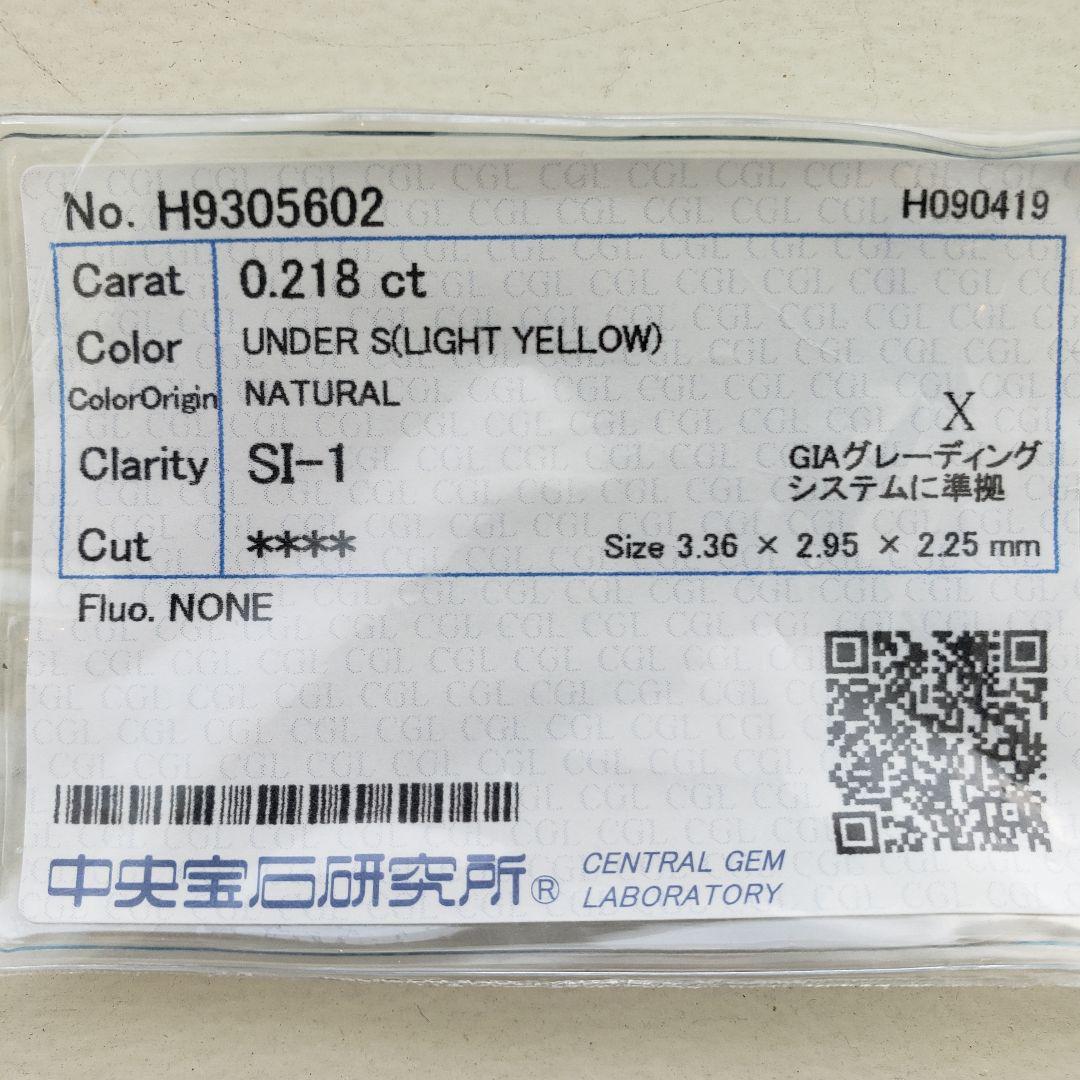 No. H9305602 H090419
Carat 0.218 ct
Color UNDER S(LIGHT YELLOW)
ColorOrigin NATURAL
X
Clarity SI-1 GIAグレーディング
システムに準拠
Cut **** Size 3.36 × 2.95 × 2.25 mm
Fluo. NONE
中央宝石研究所® CENTRAL GEM
LABORATORY